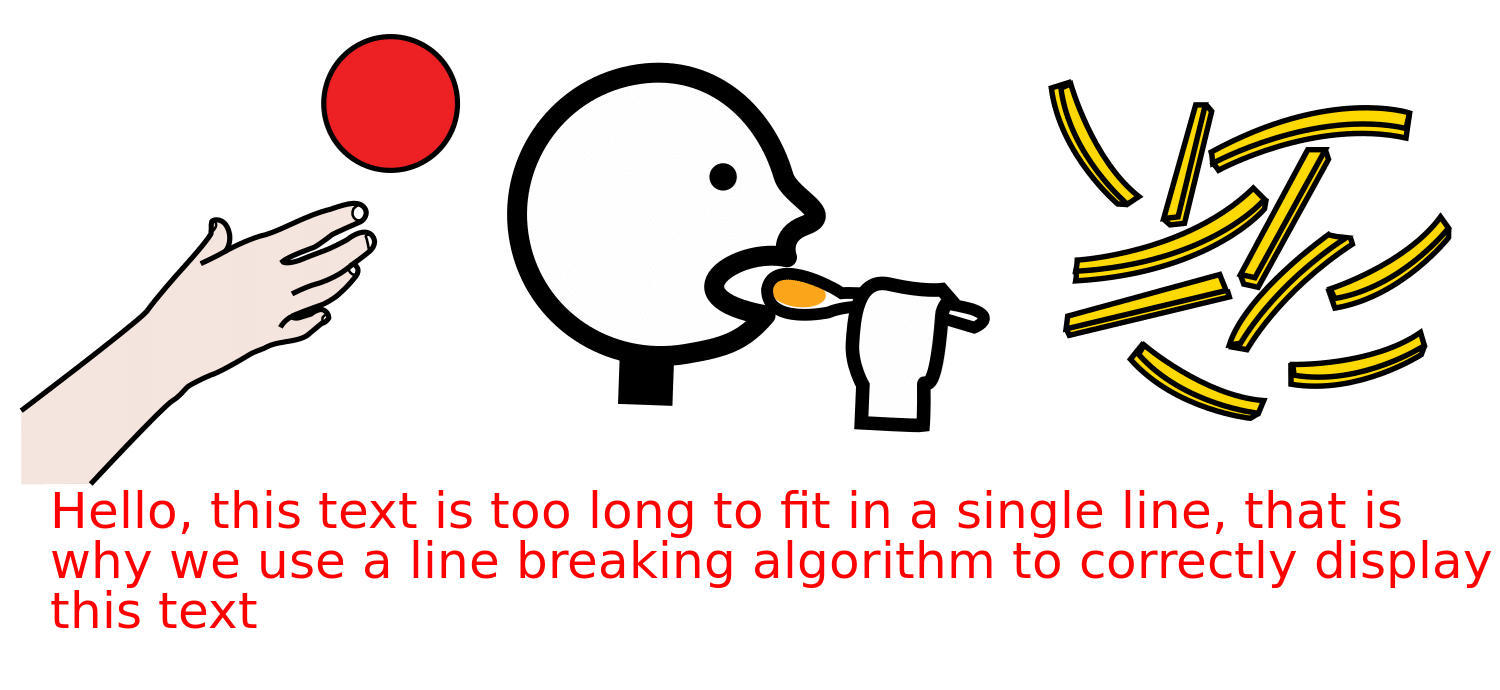 Hello, this text is too long to fit in a single line, that is
why we use a line breaking algorithm to correctly display
this text